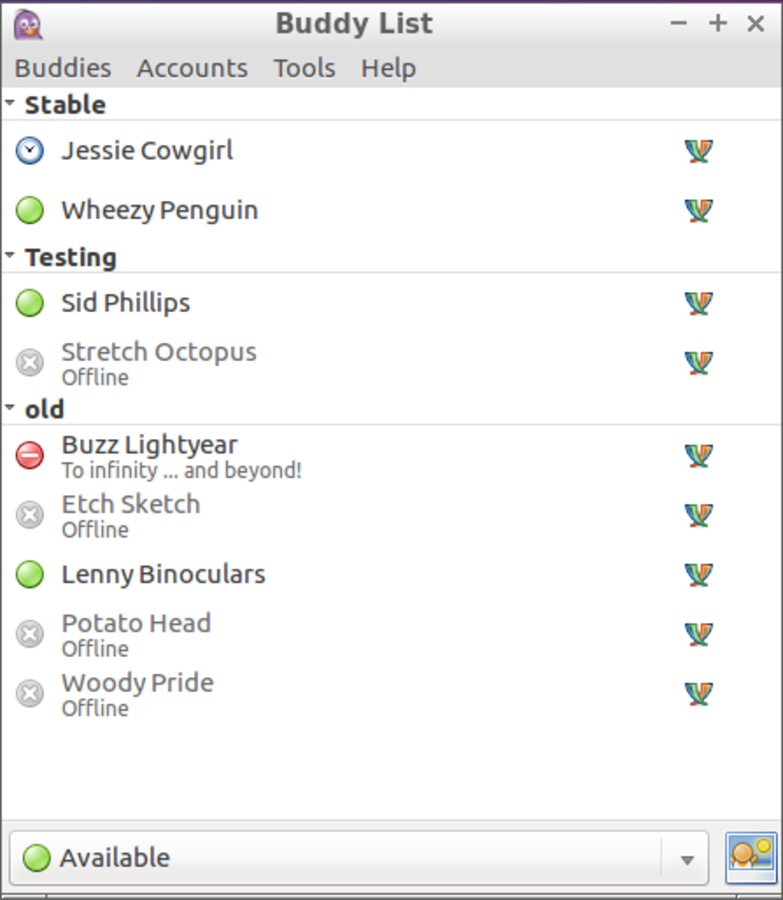 Buddy List
Buddies Accounts Tools Help
Stable
Jessie Cowgirl
Wheezy Penguin
Testing
Sid Phillips
Stretch Octopus
Offline
old
Buzz Lightyear
To infinity ... and beyond!
Etch Sketch
Offline
Lenny Binoculars
Potato Head
Offline
Woody Pride
Offline
Available